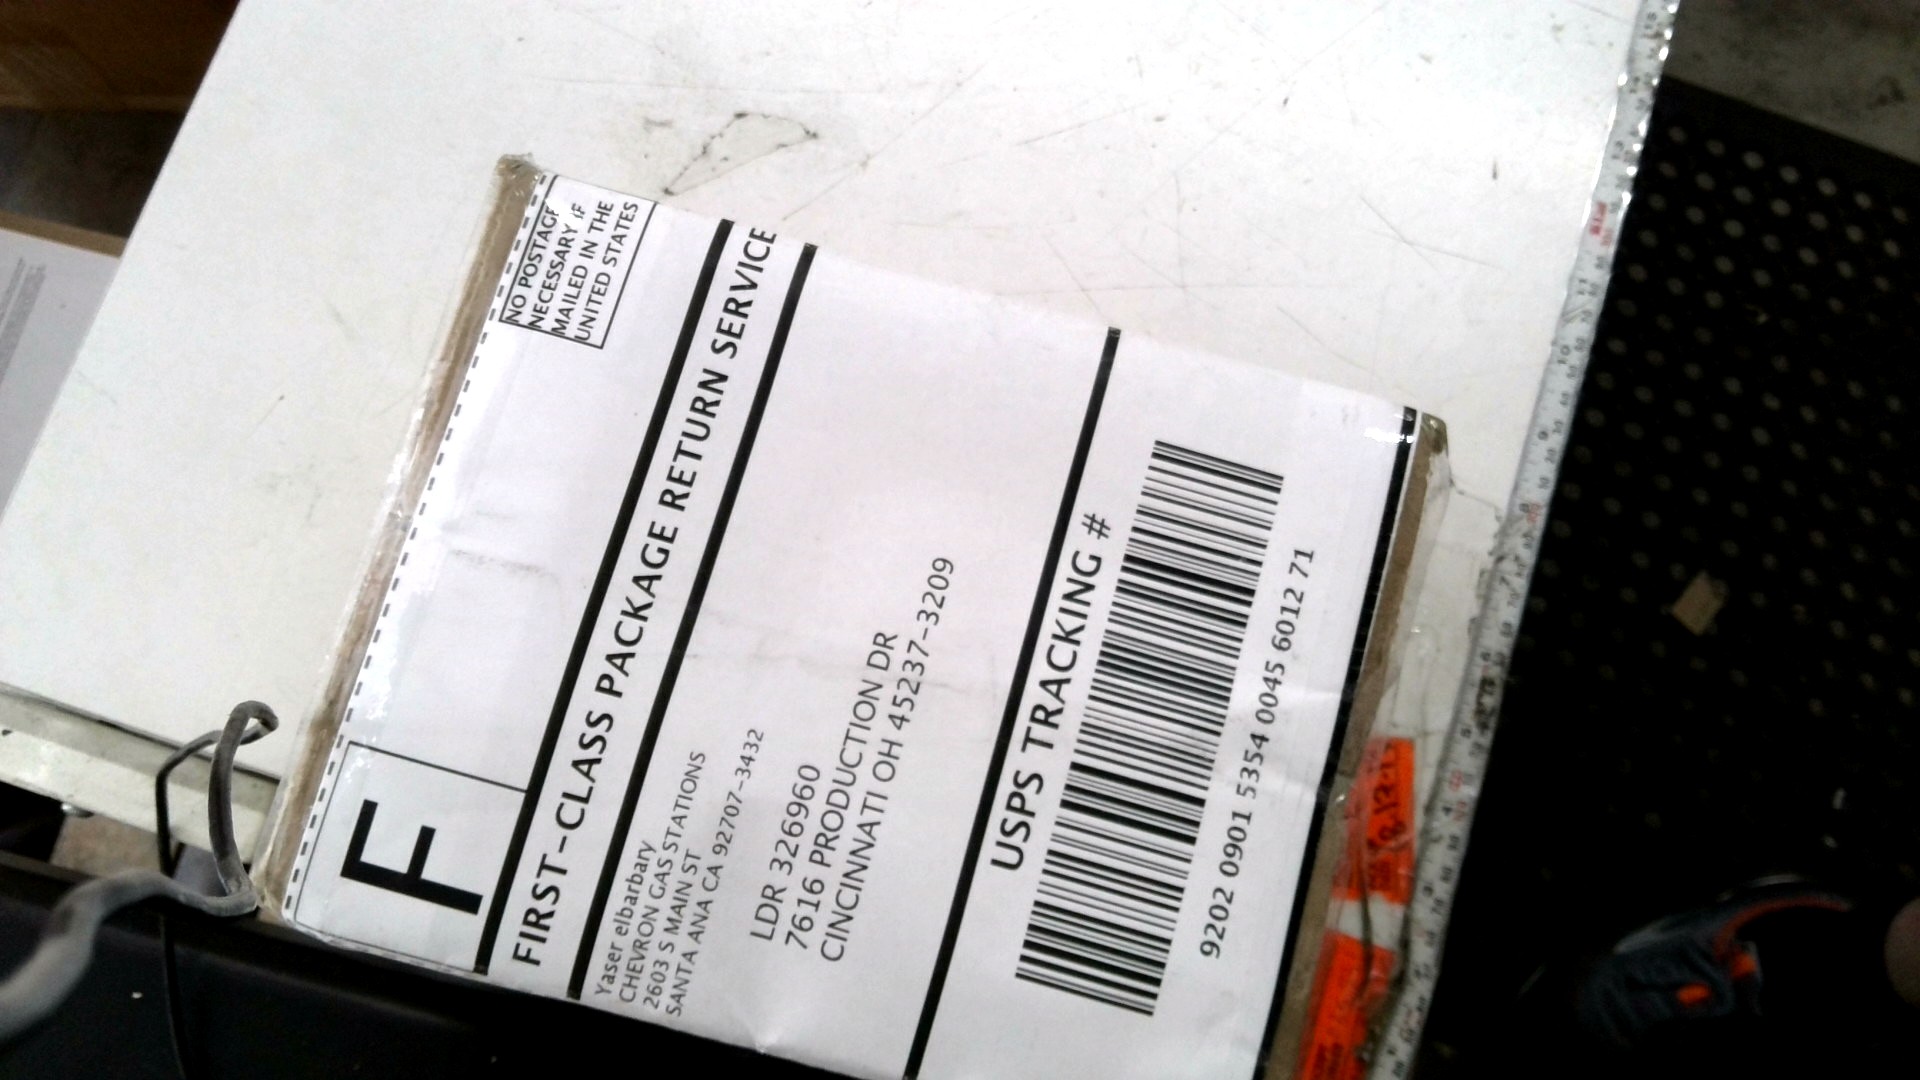 NO POSTAGE
NECESSARY IF
MAILED IN THE
UNITED STATES
F
FIRST-CLASS PACKAGE RETURN SERVICE
Yaser elbarbary
CHEVRON GAS STATIONS
2603 S MAIN ST
SANTA ANA CA 92707-3432
LDR 326960
7616 PRODUCTION DR
CINCINNATI OH 45237-3209
USPS TRACKING #
9202 0901 5354 0045 6012 71